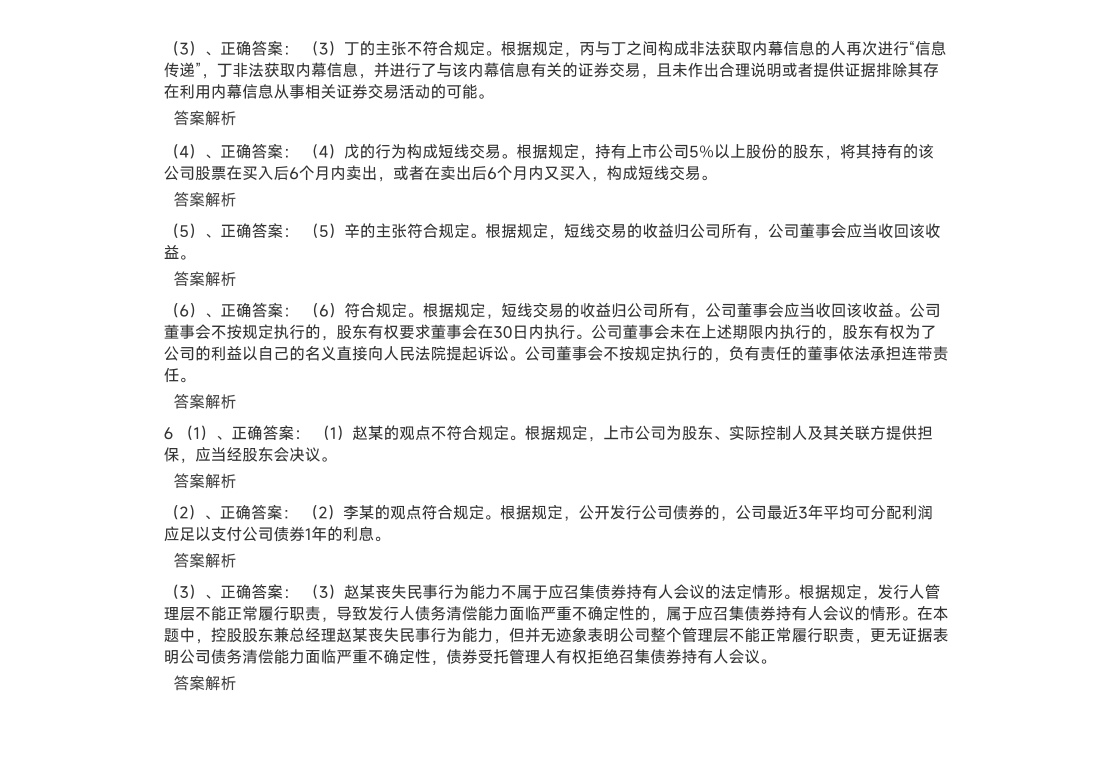 （3）、正确答案： （3）丁的主张不符合规定。根据规定，丙与丁之间构成非法获取内幕信息的人再次进行“信息
传递”，丁非法获取内幕信息，并进行了与该内幕信息有关的证券交易，且未作出合理说明或者提供证据排除其存
在利用内幕信息从事相关证券交易活动的可能。
答案解析
（4）、正确答案： （4）戊的行为构成短线交易。根据规定，持有上市公司5%以上股份的股东，将其持有的该
公司股票在买入后6个月内卖出，或者在卖出后6个月内又买入，构成短线交易。
答案解析
（5）、正确答案： （5）辛的主张符合规定。根据规定，短线交易的收益归公司所有，公司董事会应当收回该收
益。
答案解析
（6）、正确答案： （6）符合规定。根据规定，短线交易的收益归公司所有，公司董事会应当收回该收益。公司
董事会不按规定执行的，股东有权要求董事会在30日内执行。公司董事会未在上述期限内执行的，股东有权为了
公司的利益以自己的名义直接向人民法院提起诉讼。公司董事会不按规定执行的，负有责任的董事依法承担连带责
任。
答案解析
6 （1）、正确答案： （1）赵某的观点不符合规定。根据规定，上市公司为股东、实际控制人及其关联方提供担
保，应当经股东会决议。
答案解析
（2）、正确答案： （2）李某的观点符合规定。根据规定，公开发行公司债券的，公司最近3年平均可分配利润
应足以支付公司债券1年的利息。
答案解析
（3）、正确答案： （3）赵某丧失民事行为能力不属于应召集债券持有人会议的法定情形。根据规定，发行人管
理层不能正常履行职责，导致发行人债务清偿能力面临严重不确定性的，属于应召集债券持有人会议的情形。在本
题中，控股股东兼总经理赵某丧失民事行为能力，但并无迹象表明公司整个管理层不能正常履行职责，更无证据表
明公司债务清偿能力面临严重不确定性，债券受托管理人有权拒绝召集债券持有人会议。
答案解析